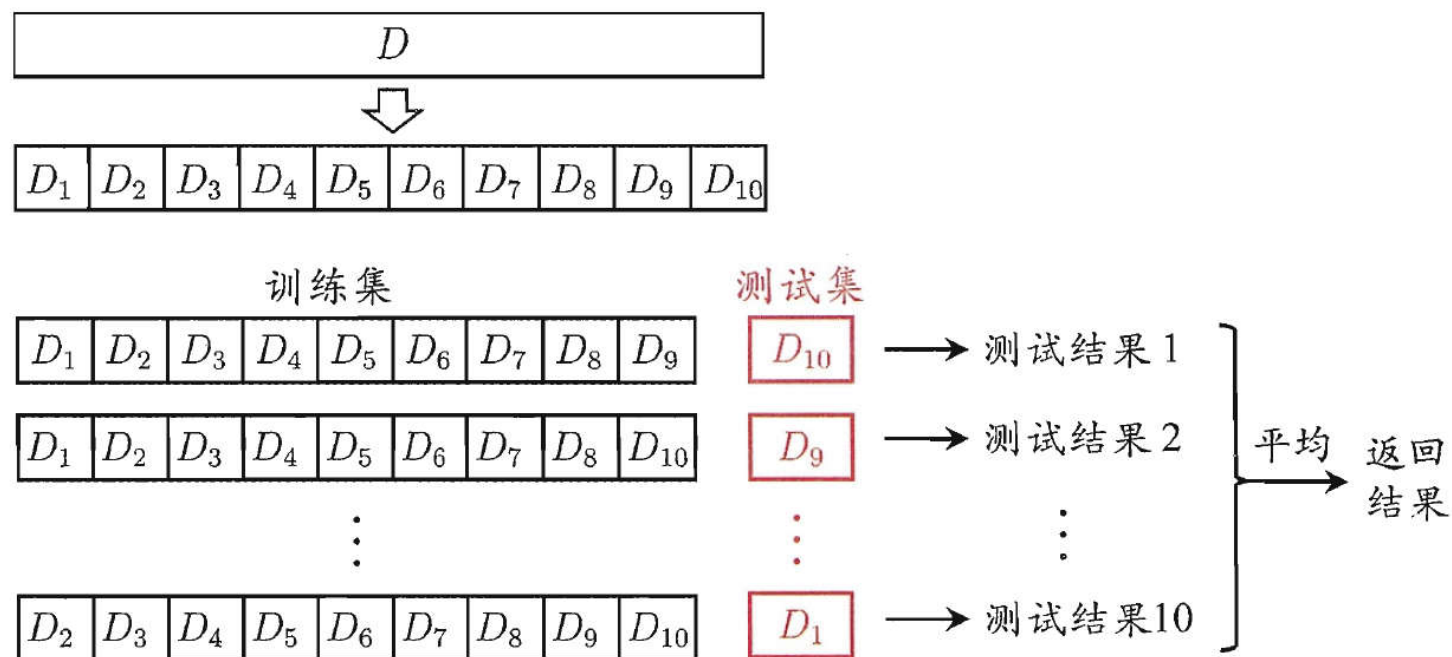 D
D₁ D₂ D₃ D₄ D₅ D₆ D₇ D₈ D₉ D₁₀
训练集 测试集
D₁ D₂ D₃ D₄ D₅ D₆ D₇ D₈ D₉ D₁₀ 测试结果1
D₁ D₂ D₃ D₄ D₅ D₆ D₇ D₈ D₁₀ D₉ 测试结果2
平均 返回
结果
D₂ D₃ D₄ D₅ D₆ D₇ D₈ D₉ D₁₀ D₁ 测试结果10